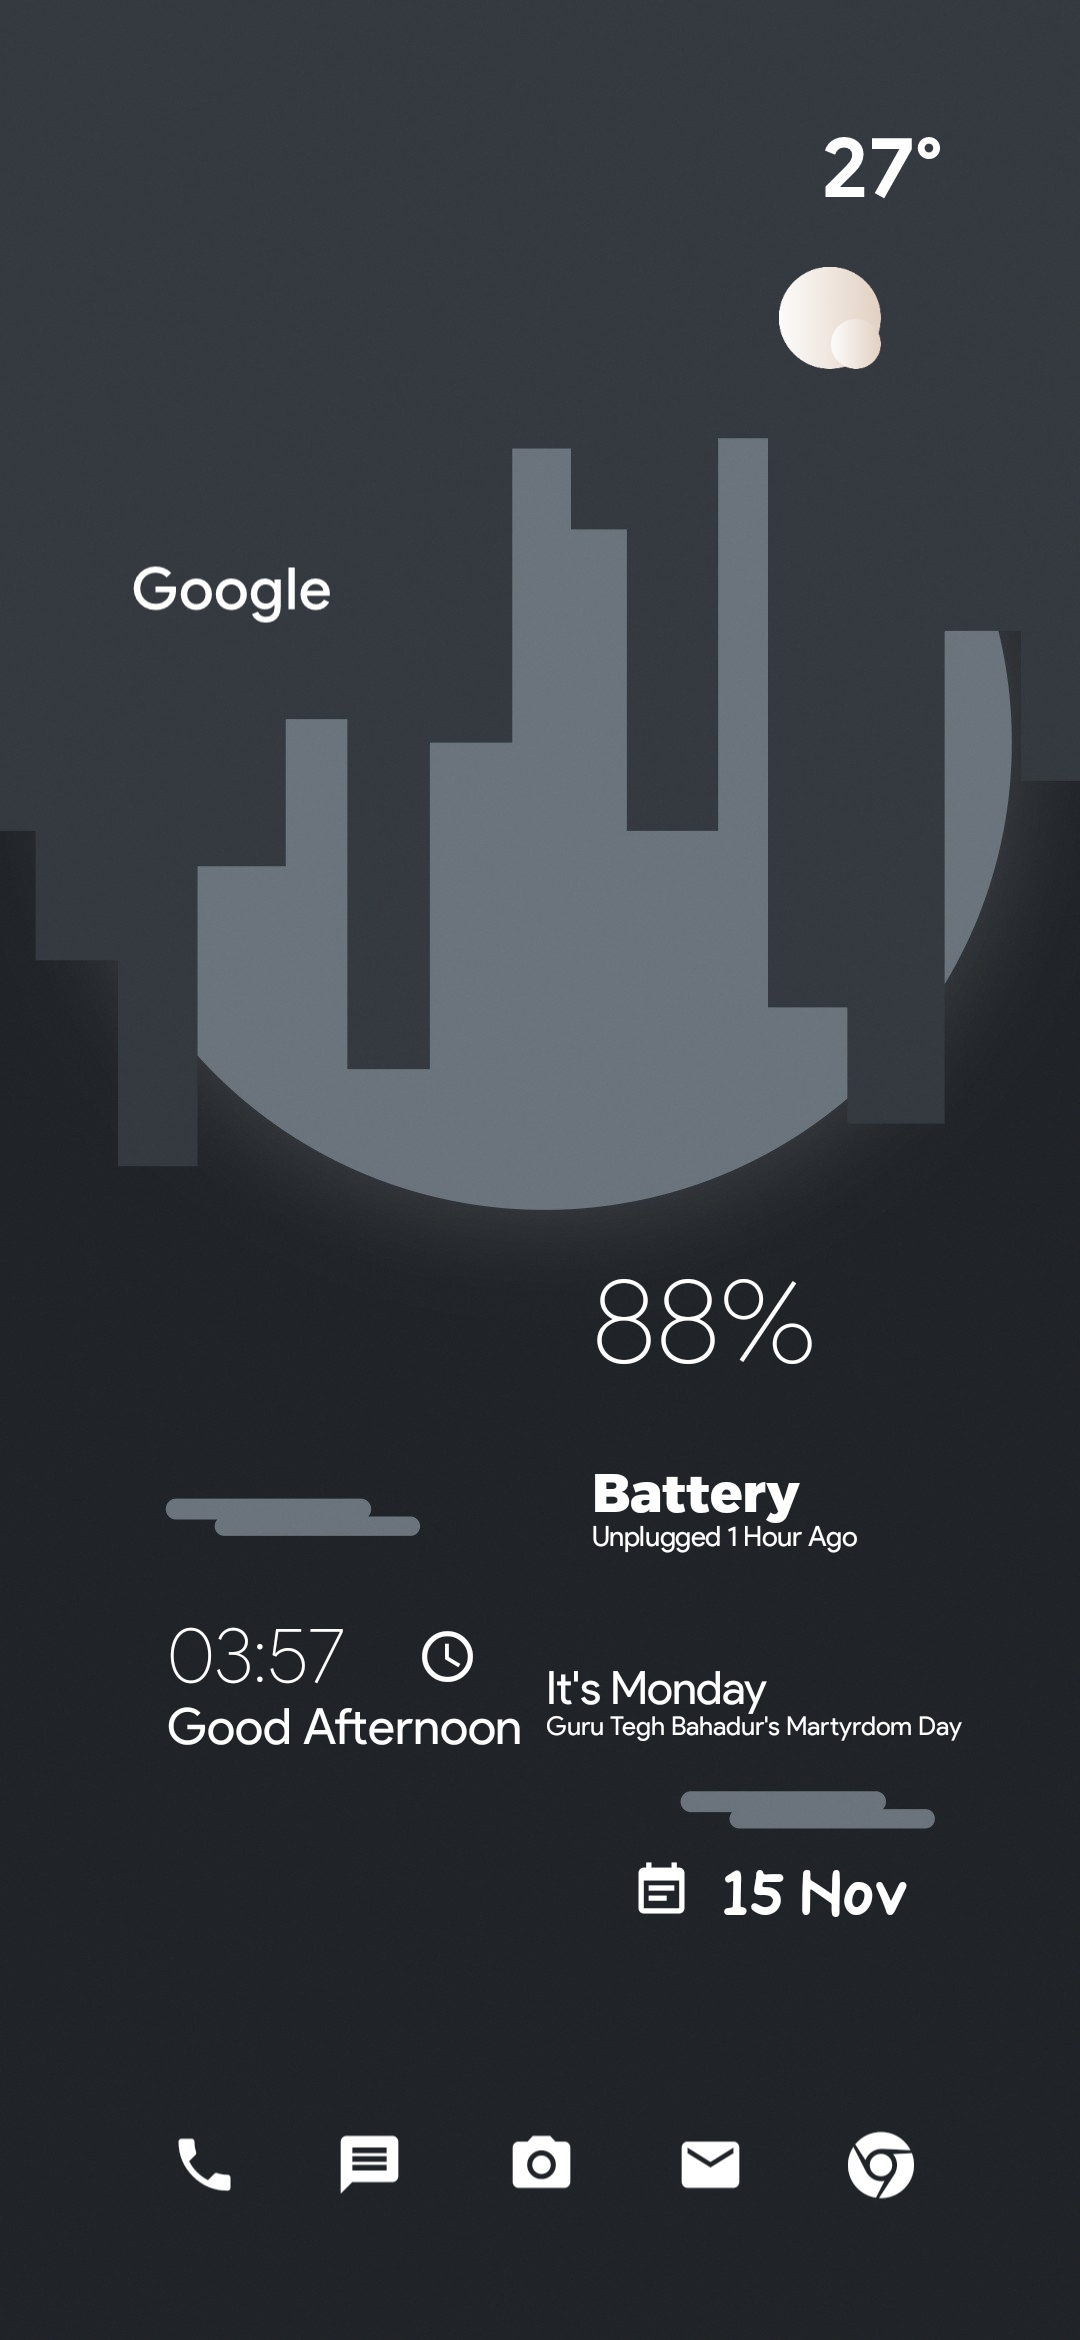 27°
Google
88%
Battery
Unplugged 1 Hour Ago
03:57
Good Afternoon
It's Monday
Guru Tegh Bahadur's Martyrdom Day
15 Nov